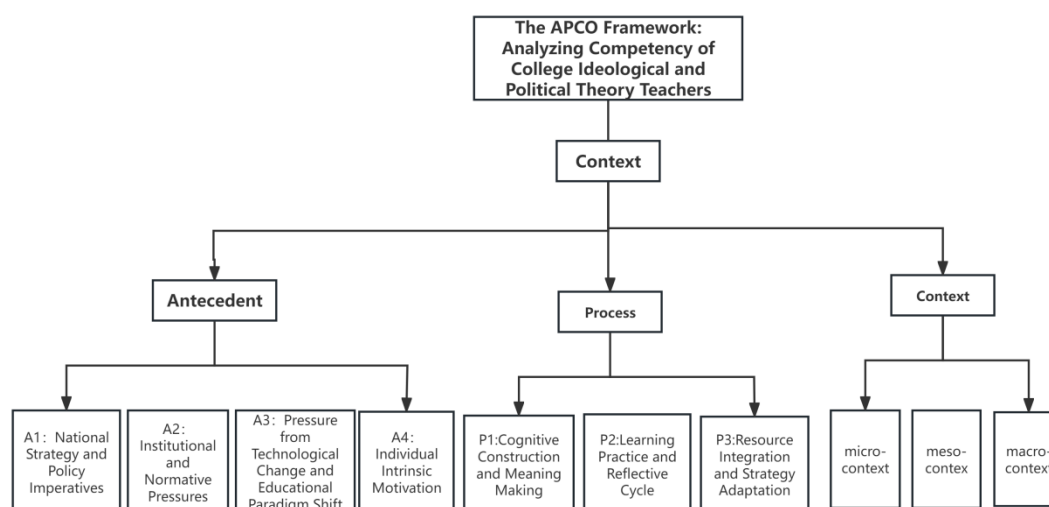 The APCO Framework:
Analyzing Competency of
College Ideological and
Political Theory Teachers
Context
Antecedent
Process
Context
A1: National
Strategy and
Policy
Imperatives
A2:
Institutional
and
Normative
Pressures
A3: Pressure
from
Technological
Change and
Educational
Paradigm Shift
A4:
Individual
Intrinsic
Motivation
P1:Cognitive
Construction
and Meaning
Making
P2:Learning
Practice and
Reflective
Cycle
P3:Resource
Integration
and Strategy
Adaptation
micro-
context
meso-
contex
macro-
context